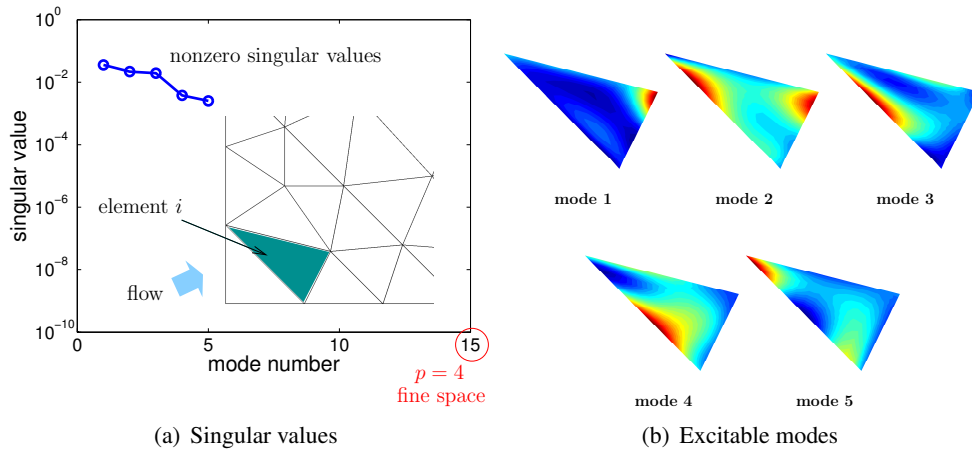 10^0
10^-2
10^-4
10^-6
10^-8
10^-10
singular value
nonzero singular values
element i
flow
0
5
10
15
mode number
p = 4
fine space
(a) Singular values
mode 1
mode 2
mode 3
mode 4
mode 5
(b) Excitable modes